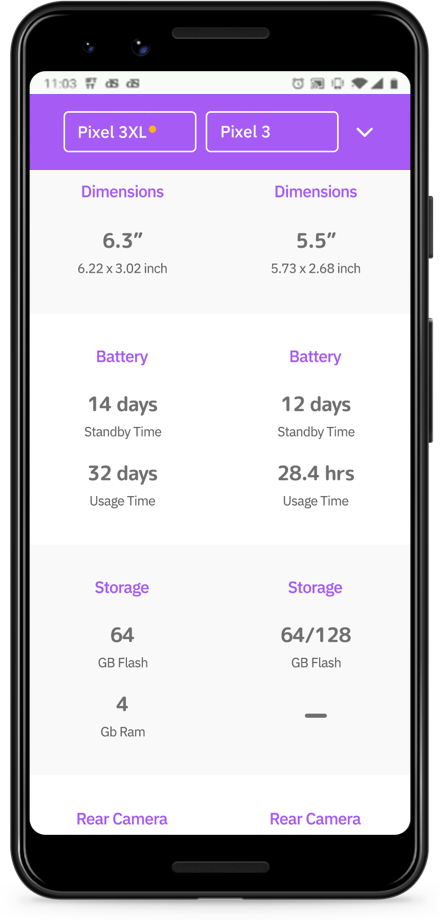 11:03
Pixel 3XL Pixel 3
Dimensions Dimensions
6.3” 5.5”
6.22 x 3.02 inch 5.73 x 2.68 inch
Battery Battery
14 days 12 days
Standby Time Standby Time
32 days 28.4 hrs
Usage Time Usage Time
Storage Storage
64 64/128
GB Flash GB Flash
4 —
Gb Ram
Rear Camera Rear Camera